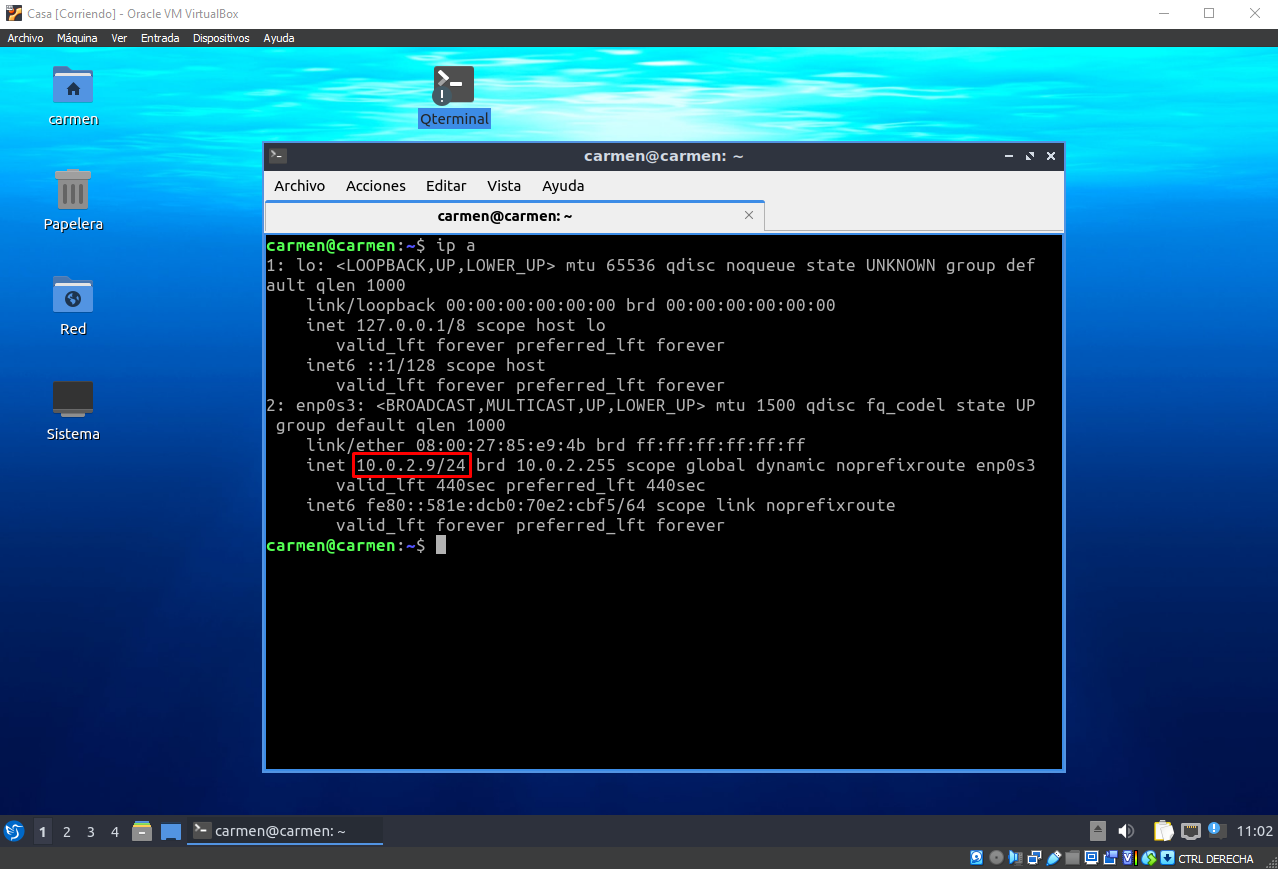 Casa [Corriendo] - Oracle VM VirtualBox
Archivo Máquina Ver Entrada Dispositivos Ayuda
carmen
Qterminal
Papelera
Red
Sistema
carmen@carmen: ~
Archivo Acciones Editar Vista Ayuda
carmen@carmen: ~
carmen@carmen:~$ ip a
1: lo: <LOOPBACK,UP,LOWER_UP> mtu 65536 qdisc noqueue state UNKNOWN group def
ault qlen 1000
    link/loopback 00:00:00:00:00:00 brd 00:00:00:00:00:00
    inet 127.0.0.1/8 scope host lo
       valid_lft forever preferred_lft forever
    inet6 ::1/128 scope host
       valid_lft forever preferred_lft forever
2: enp0s3: <BROADCAST,MULTICAST,UP,LOWER_UP> mtu 1500 qdisc fq_codel state UP
 group default qlen 1000
    link/ether 08:00:27:85:e9:4b brd ff:ff:ff:ff:ff:ff
    inet 10.0.2.9/24 brd 10.0.2.255 scope global dynamic noprefixroute enp0s3
       valid_lft 440sec preferred_lft 440sec
    inet6 fe80::581e:dcb0:70e2:cbf5/64 scope link noprefixroute
       valid_lft forever preferred_lft forever
carmen@carmen:~$
1 2 3 4 carmen@carmen: ~ 11:02
CTRL DERECHA